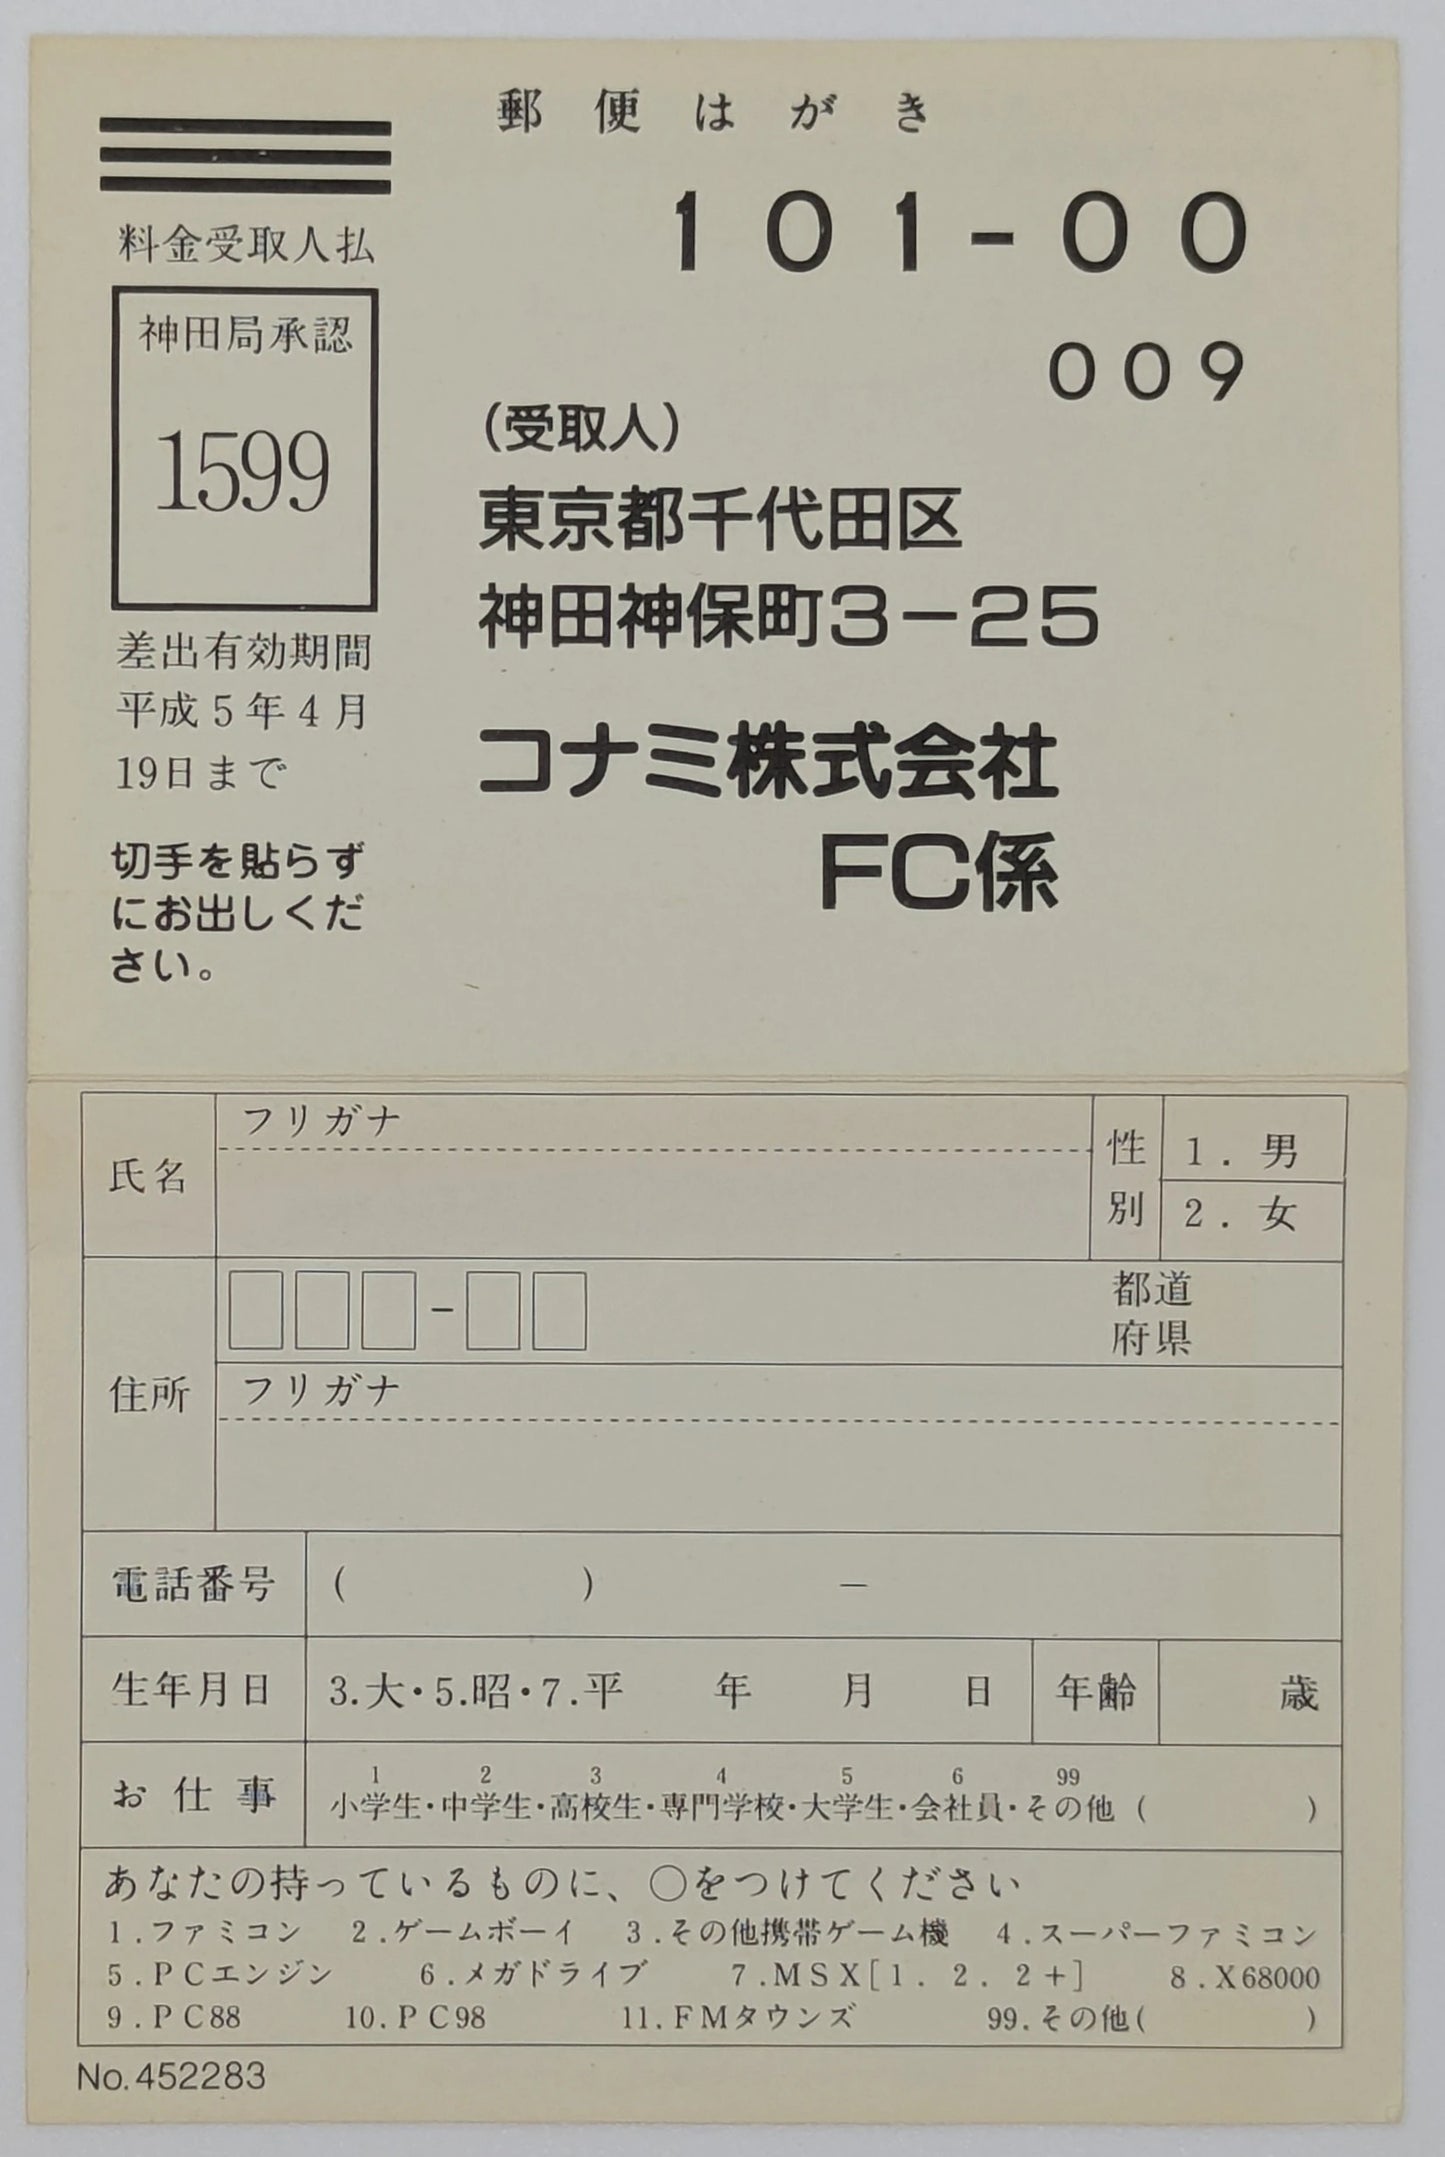 郵便はがき
101-00
009
料金受取人払
神田局承認
1599
差出有効期間
平成5年4月
19日まで
切手を貼らず
にお出しくだ
さい。
(受取人)
東京都千代田区
神田神保町3-25
コナミ株式会社
FC係
氏名
フリガナ
性別
1.男
2.女
住所
-
都道
府県
フリガナ
電話番号
( ) -
生年月日
3.大・5.昭・7.平 年 月 日
年齢
歳
お仕事
1 2 3 4 5 6 99
小学生・中学生・高校生・専門学校・大学生・会社員・その他( )
あなたの持っているものに、○をつけてください
1.ファミコン 2.ゲームボーイ 3.その他携帯ゲーム機 4.スーパーファミコン
5.PCエンジン 6.メガドライブ 7.MSX[1.2.2+] 8.X68000
9.PC88 10.PC98 11.FMタウンズ 99.その他( )
No.452283